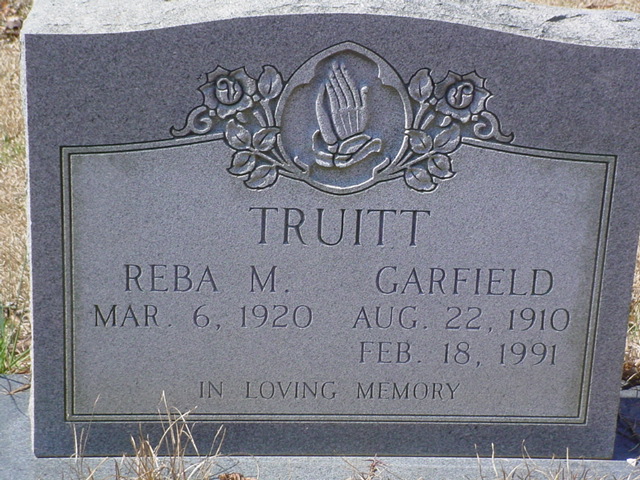 TRUITT
REBA M. GARFIELD
MAR. 6, 1920 AUG. 22, 1910
FEB. 18, 1991
IN LOVING MEMORY